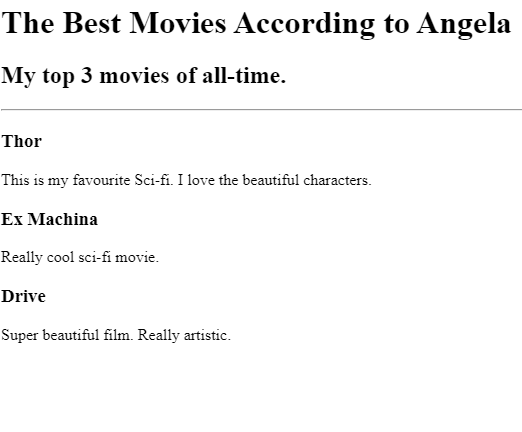 The Best Movies According to Angela
My top 3 movies of all-time.
Thor
This is my favourite Sci-fi. I love the beautiful characters.
Ex Machina
Really cool sci-fi movie.
Drive
Super beautiful film. Really artistic.